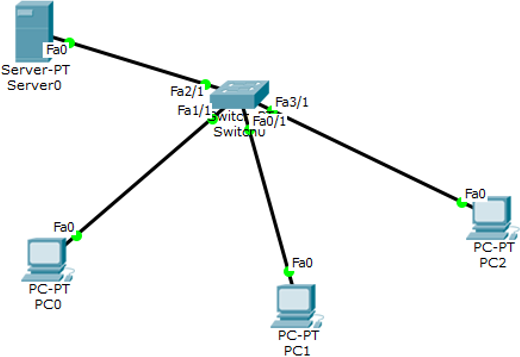 Fa0
Server-PT
Server0
Fa2/1
Fa1/1
Fa3/1
Fa0/1
Fa0
PC-PT
PC0
Fa0
PC-PT
PC1
Fa0
PC-PT
PC2